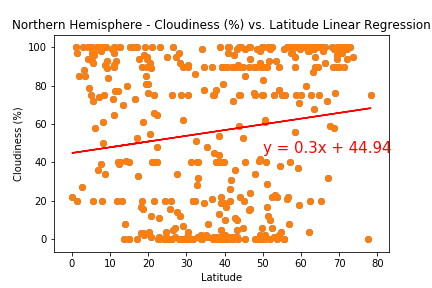 Northern Hemisphere - Cloudiness (%) vs. Latitude Linear Regression
100
80
60
40
20
0
Cloudiness (%)
y = 0.3x + 44.94
0 10 20 30 40 50 60 70 80
Latitude